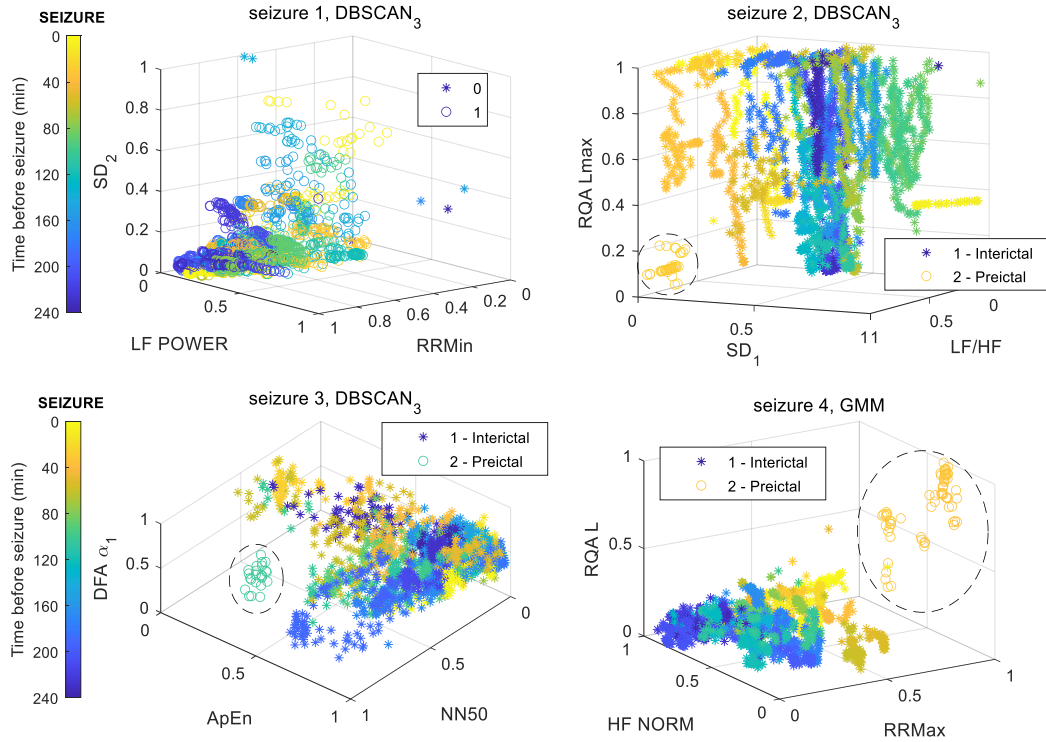 SEIZURE
Time before seizure (min)
0
40
80
120
160
200
240
seizure 1, DBSCAN3
SD2
1
0.8
0.6
0.4
0.2
0
0.5
1
LF POWER
1
0.8
0.6
0.4
0.2
0
RRMin
0
1
seizure 2, DBSCAN3
RQA Lmax
1
0.8
0.6
0.4
0.2
0
0
0.5
1
SD1
1
0.5
0
LF/HF
1 - Interictal
2 - Preictal
SEIZURE
Time before seizure (min)
0
40
80
120
160
200
240
seizure 3, DBSCAN3
DFA α1
1
0.5
0
0
0.5
1
ApEn
1
0.5
0
NN50
1 - Interictal
2 - Preictal
seizure 4, GMM
RQA L
1
0.5
0
1
0.5
0
HF NORM
0
0.5
1
RRMax
1 - Interictal
2 - Preictal